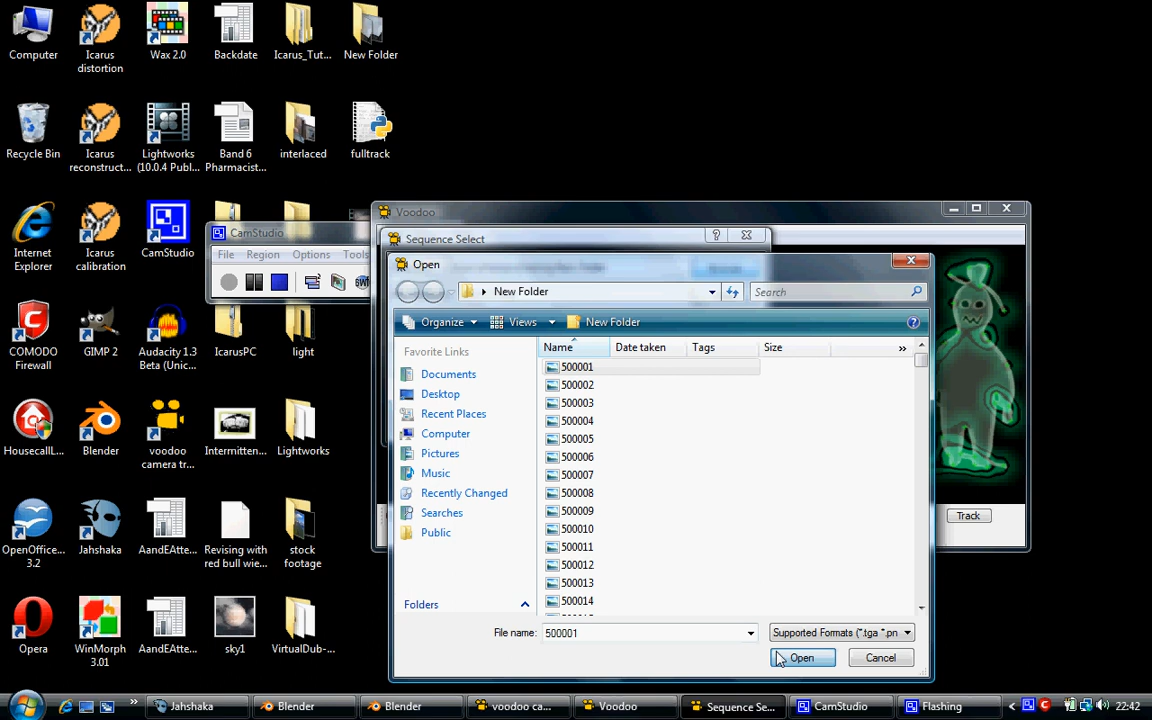 Computer
Icarus distortion
Wax 2.0
Backdate
Icarus_Tut...
New Folder
Recycle Bin
Icarus reconstruct...
Lightworks (10.0.4 Publ...
Band 6 Pharmacist...
interlaced
fulltrack
Internet Explorer
Icarus calibration
CamStudio
COMODO Firewall
GIMP 2
Audacity 1.3 Beta (Unic...
IcarusPC
light
HousecallL...
Blender
voodoo camera tr...
Intermitten...
Lightworks
OpenOffice... 3.2
Jahshaka
AandEAtte...
Revising with red bull wie...
stock footage
Opera
WinMorph 3.01
AandEAtte...
sky1
VirtualDub-...
CamStudio
File Region Options Tools
Voodoo
Sequence Select
Open
New Folder
Search
Organize
Views
New Folder
Favorite Links
Documents
Desktop
Recent Places
Computer
Pictures
Music
Recently Changed
Searches
Public
Folders
Name Date taken Tags Size »
500001
500002
500003
500004
500005
500006
500007
500008
500009
500010
500011
500012
500013
500014
File name: 500001
Supported Formats (*.tga *.pn
Open
Cancel
Track
Jahshaka
Blender
Blender
voodoo ca...
Voodoo
Sequence Se...
CamStudio
Flashing
22:42